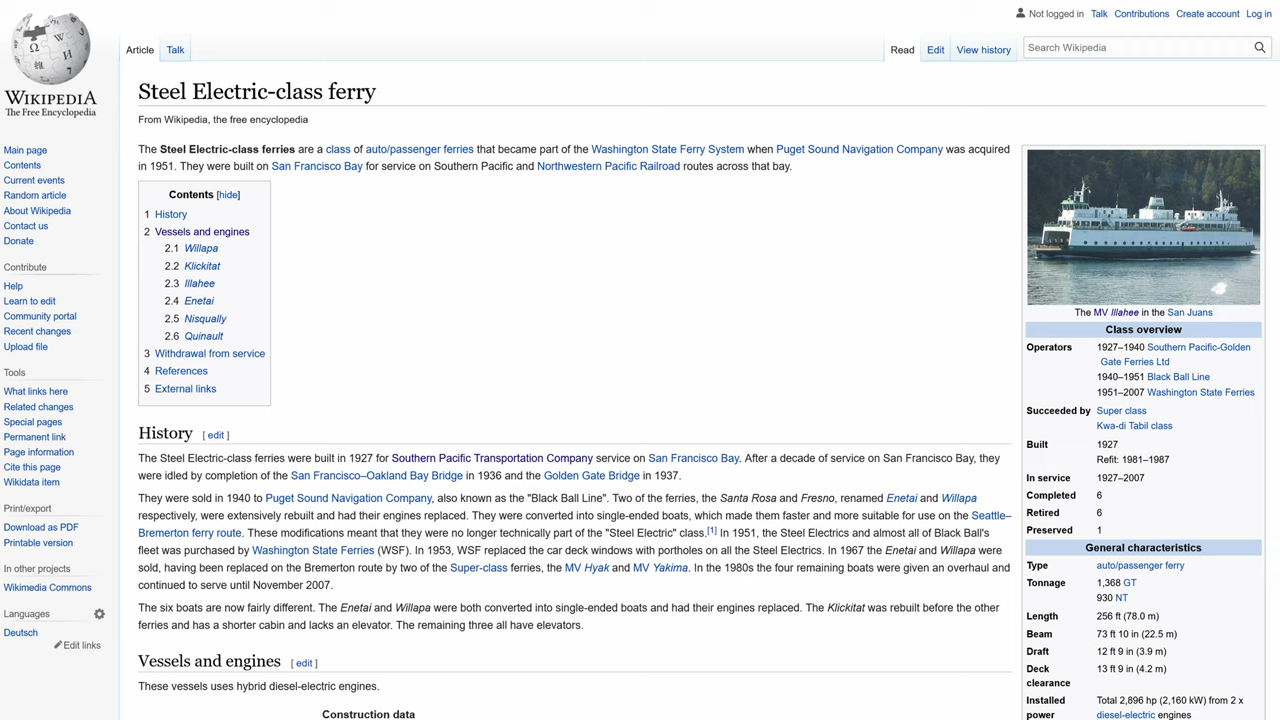 Not logged in Talk Contributions Create account Log in
Article Talk Read Edit View history Search Wikipedia
WIKIPEDIA
The Free Encyclopedia
Main page
Contents
Current events
Random article
About Wikipedia
Contact us
Donate
Contribute
Help
Learn to edit
Community portal
Recent changes
Upload file
Tools
What links here
Related changes
Special pages
Permanent link
Page information
Cite this page
Wikidata item
Print/export
Download as PDF
Printable version
In other projects
Wikimedia Commons
Languages
Deutsch
Edit links
Steel Electric-class ferry
From Wikipedia, the free encyclopedia
The Steel Electric-class ferries are a class of auto/passenger ferries that became part of the Washington State Ferry System when Puget Sound Navigation Company was acquired
in 1951. They were built on San Francisco Bay for service on Southern Pacific and Northwestern Pacific Railroad routes across that bay.
Contents [hide]
1 History
2 Vessels and engines
2.1 Willapa
2.2 Klickitat
2.3 Illahee
2.4 Enetai
2.5 Nisqually
2.6 Quinault
3 Withdrawal from service
4 References
5 External links
History [ edit ]
The Steel Electric-class ferries were built in 1927 for Southern Pacific Transportation Company service on San Francisco Bay. After a decade of service on San Francisco Bay, they
were idled by completion of the San Francisco–Oakland Bay Bridge in 1936 and the Golden Gate Bridge in 1937.
They were sold in 1940 to Puget Sound Navigation Company, also known as the "Black Ball Line". Two of the ferries, the Santa Rosa and Fresno, renamed Enetai and Willapa
respectively, were extensively rebuilt and had their engines replaced. They were converted into single-ended boats, which made them faster and more suitable for use on the Seattle–
Bremerton ferry route. These modifications meant that they were no longer technically part of the "Steel Electric" class.[1] In 1951, the Steel Electrics and almost all of Black Ball's
fleet was purchased by Washington State Ferries (WSF). In 1953, WSF replaced the car deck windows with portholes on all the Steel Electrics. In 1967 the Enetai and Willapa were
sold, having been replaced on the Bremerton route by two of the Super-class ferries, the MV Hyak and MV Yakima. In the 1980s the four remaining boats were given an overhaul and
continued to serve until November 2007.
The six boats are now fairly different. The Enetai and Willapa were both converted into single-ended boats and had their engines replaced. The Klickitat was rebuilt before the other
ferries and has a shorter cabin and lacks an elevator. The remaining three all have elevators.
Vessels and engines [ edit ]
These vessels uses hybrid diesel-electric engines.
Construction data
The MV Illahee in the San Juans
Class overview
Operators 1927–1940 Southern Pacific-Golden
Gate Ferries Ltd
1940–1951 Black Ball Line
1951–2007 Washington State Ferries
Succeeded by Super class
Kwa-di Tabil class
Built 1927
Refit: 1981–1987
In service 1927–2007
Completed 6
Retired 6
Preserved 1
General characteristics
Type auto/passenger ferry
Tonnage 1,368 GT
930 NT
Length 256 ft (78.0 m)
Beam 73 ft 10 in (22.5 m)
Draft 12 ft 9 in (3.9 m)
Deck 13 ft 9 in (4.2 m)
clearance
Installed Total 2,896 hp (2,160 kW) from 2 x
power diesel-electric engines